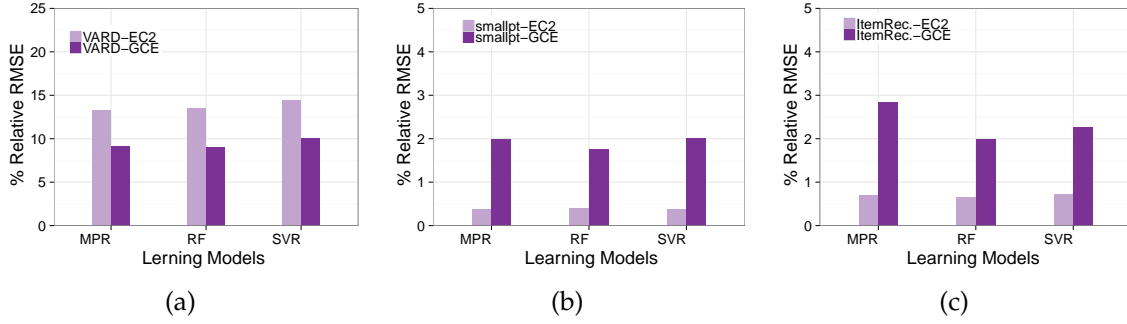 % Relative RMSE
25
20
15
10
5
0
VARD−EC2
VARD−GCE
MPR RF SVR
Lerning Models
(a)
% Relative RMSE
5
4
3
2
1
0
smallpt−EC2
smallpt−GCE
MPR RF SVR
Learning Models
(b)
% Relative RMSE
5
4
3
2
1
0
ItemRec.−EC2
ItemRec.−GCE
MPR RF SVR
Learning Models
(c)